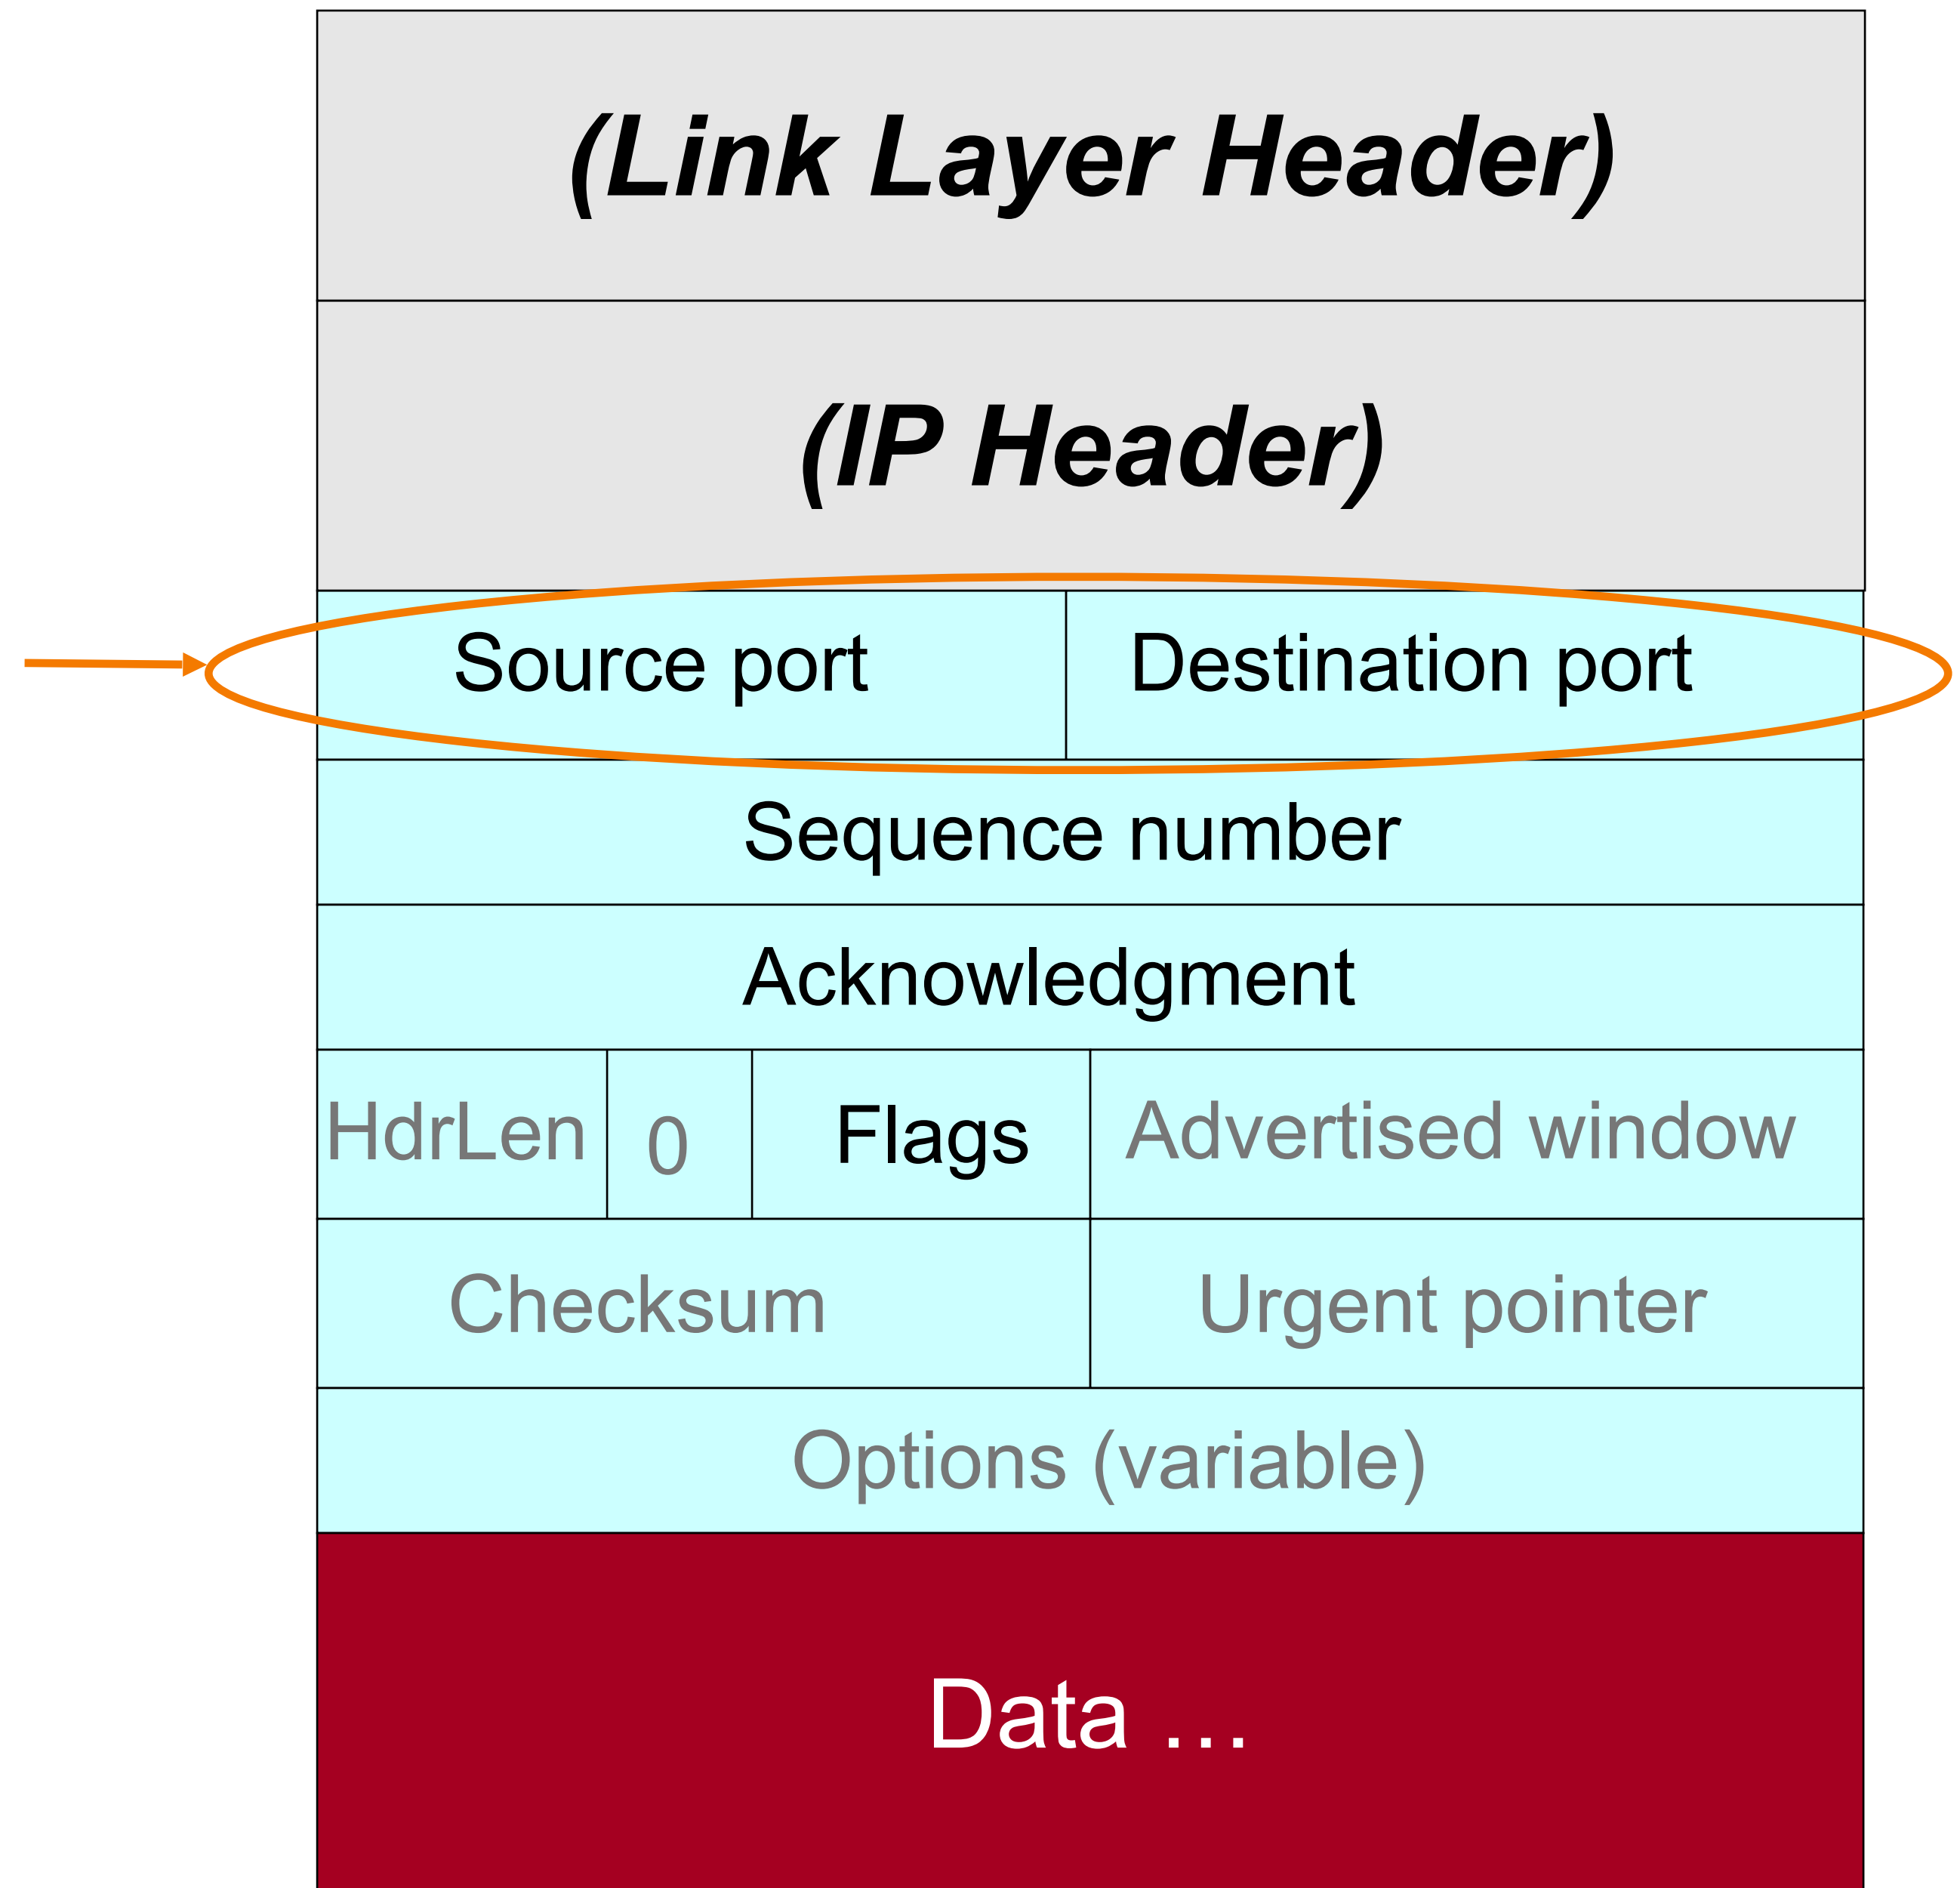 (Link Layer Header)
(IP Header)
Source port Destination port
Sequence number
Acknowledgment
HdrLen 0 Flags Advertised window
Checksum Urgent pointer
Options (variable)
Data …